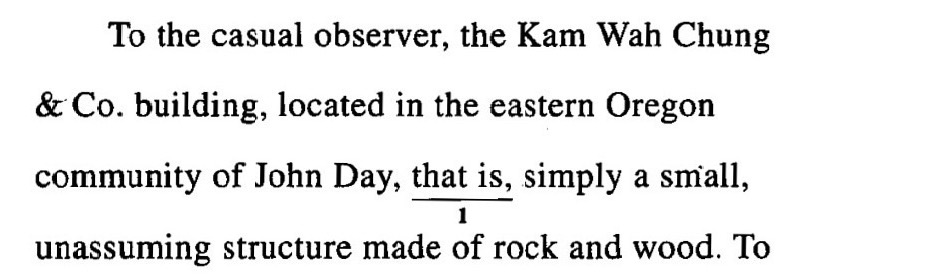 To the casual observer, the Kam Wah Chung
& Co. building, located in the eastern Oregon
community of John Day, that is, simply a small,
1
unassuming structure made of rock and wood. To